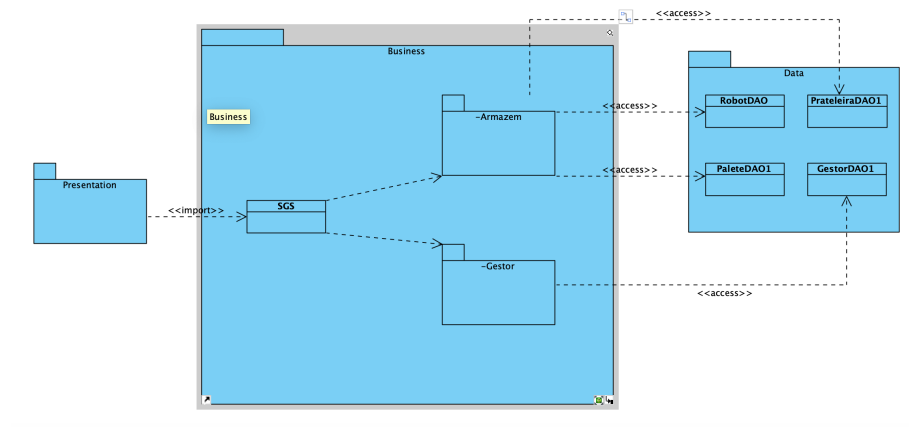 <<access>>
Business
Data
RobotDAO
PrateleiraDAO1
<<access>>
Business
-Armazem
<<access>>
PaleteDAO1
GestorDAO1
Presentation
<<import>>
SGS
-Gestor
<<access>>